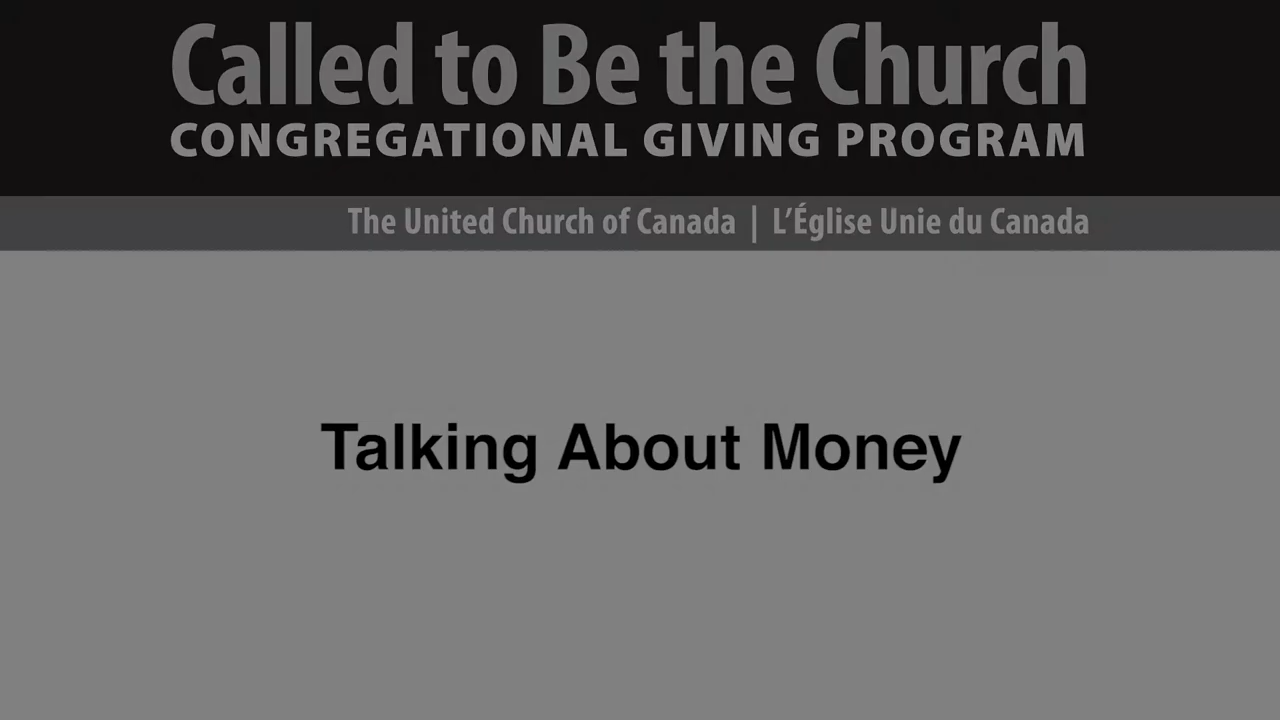 Called to Be the Church
CONGREGATIONAL GIVING PROGRAM
The United Church of Canada | L’Église Unie du Canada
Talking About Money